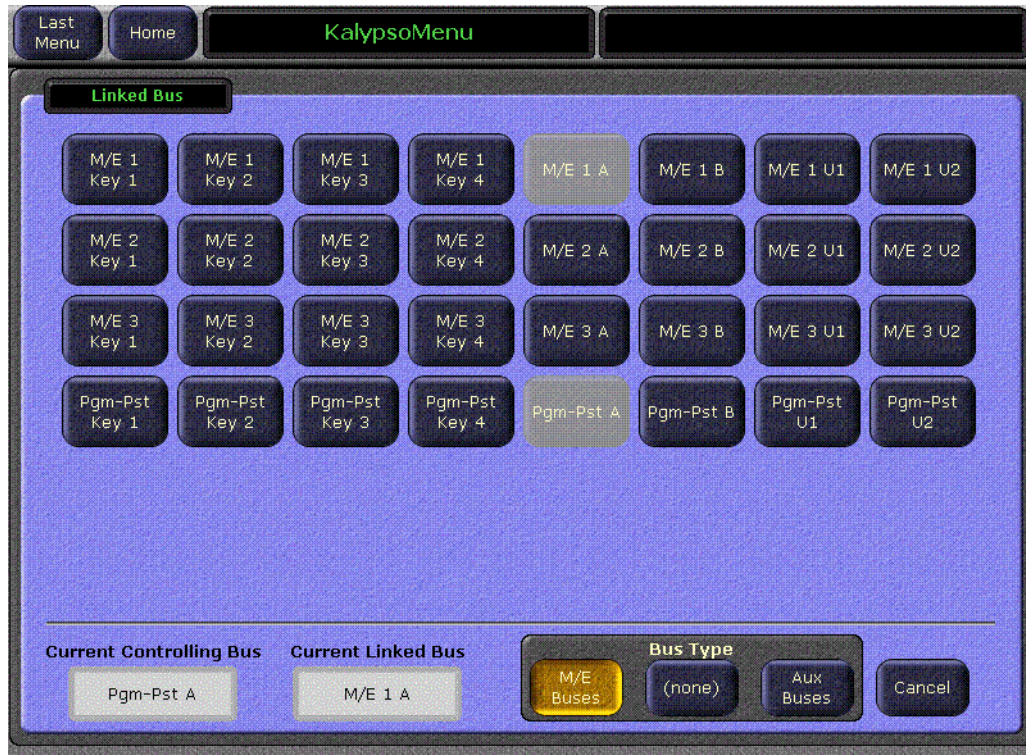 Last
Menu
Home
KalypsoMenu
Linked Bus
M/E 1
Key 1
M/E 1
Key 2
M/E 1
Key 3
M/E 1
Key 4
M/E 1 A
M/E 1 B
M/E 1 U1
M/E 1 U2
M/E 2
Key 1
M/E 2
Key 2
M/E 2
Key 3
M/E 2
Key 4
M/E 2 A
M/E 2 B
M/E 2 U1
M/E 2 U2
M/E 3
Key 1
M/E 3
Key 2
M/E 3
Key 3
M/E 3
Key 4
M/E 3 A
M/E 3 B
M/E 3 U1
M/E 3 U2
Pgm-Pst
Key 1
Pgm-Pst
Key 2
Pgm-Pst
Key 3
Pgm-Pst
Key 4
Pgm-Pst A
Pgm-Pst B
Pgm-Pst
U1
Pgm-Pst
U2
Current Controlling Bus
Pgm-Pst A
Current Linked Bus
M/E 1 A
Bus Type
M/E
Buses
(none)
Aux
Buses
Cancel